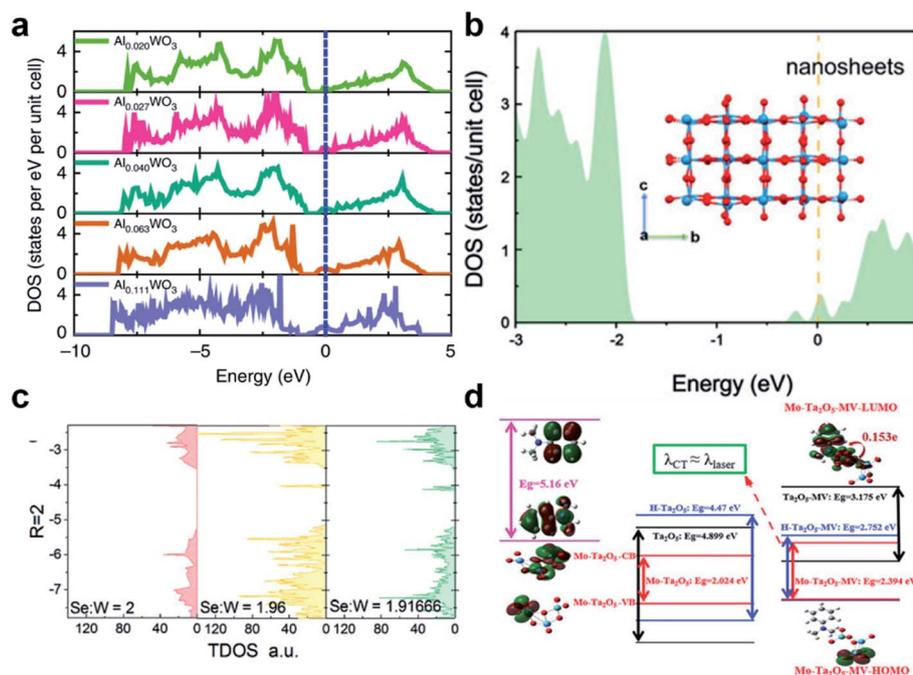 a
Al0.020WO3
Al0.027WO3
Al0.040WO3
Al0.063WO3
Al0.111WO3
DOS (states per eV per unit cell)
4
0
4
0
4
0
4
0
4
0
−10
−5
0
5
Energy (eV)
b
nanosheets
DOS (states/unit cell)
4
3
2
1
0
c
a
b
-3
-2
-1
0
Energy (eV)
c
R=2
-3
-4
-5
-6
-7
Se:W = 2
Se:W = 1.96
Se:W = 1.91666
120 80 40 0
120 80 40 0
120 80 40 0
TDOS a.u.
d
Eg=5.16 eV
λCT ≈ λlaser
Mo-Ta2O5-MV-LUMO
0.153e
Ta2O5-MV: Eg=3.175 eV
H-Ta2O5: Eg=4.47 eV
H-Ta2O5-MV: Eg=2.752 eV
Ta2O5: Eg=4.899 eV
Mo-Ta2O5-CB
Mo-Ta2O5: Eg=2.024 eV
Mo-Ta2O5-MV: Eg=2.394 eV
Mo-Ta2O5-VB
Mo-Ta2O5-MV-HOMO